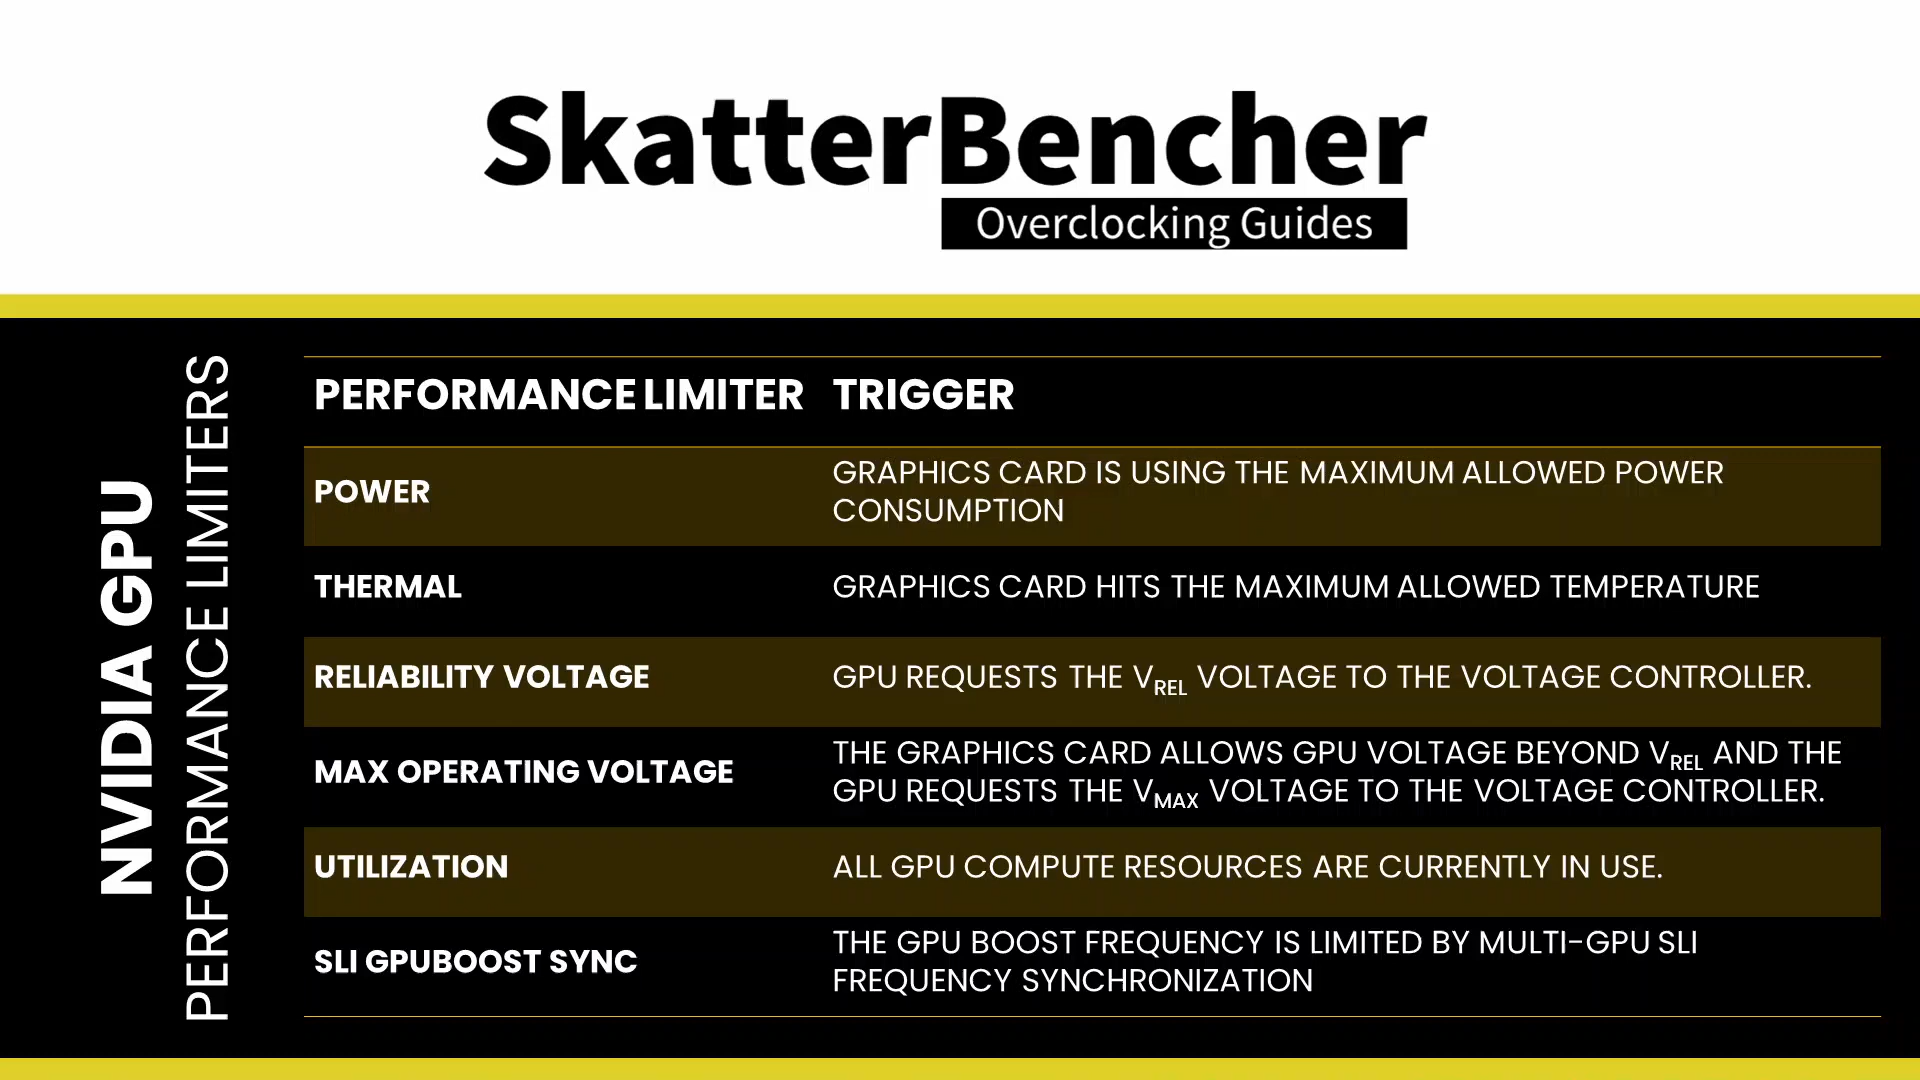 SkatterBencher
Overclocking Guides
NVIDIA GPU
PERFORMANCE LIMITERS
PERFORMANCE LIMITER TRIGGER
POWER
GRAPHICS CARD IS USING THE MAXIMUM ALLOWED POWER
CONSUMPTION
THERMAL
GRAPHICS CARD HITS THE MAXIMUM ALLOWED TEMPERATURE
RELIABILITY VOLTAGE
GPU REQUESTS THE VREL VOLTAGE TO THE VOLTAGE CONTROLLER.
MAX OPERATING VOLTAGE
THE GRAPHICS CARD ALLOWS GPU VOLTAGE BEYOND VREL AND THE
GPU REQUESTS THE VMAX VOLTAGE TO THE VOLTAGE CONTROLLER.
UTILIZATION
ALL GPU COMPUTE RESOURCES ARE CURRENTLY IN USE.
SLI GPUBOOST SYNC
THE GPU BOOST FREQUENCY IS LIMITED BY MULTI-GPU SLI
FREQUENCY SYNCHRONIZATION